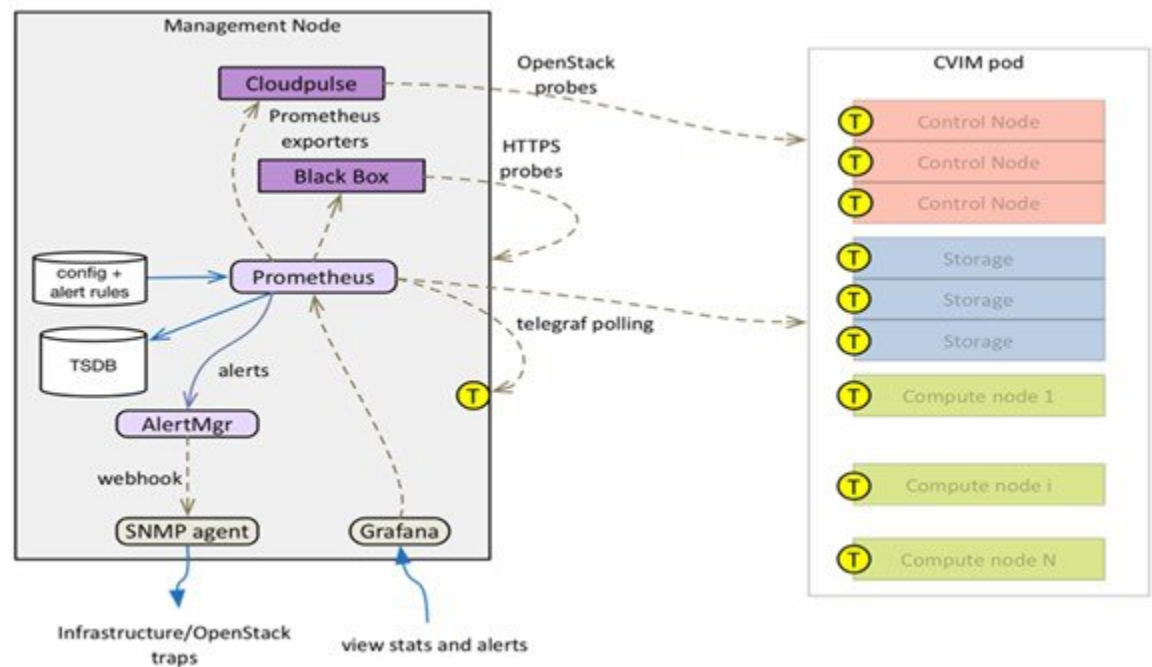 Management Node
Cloudpulse
Prometheus
exporters
Black Box
OpenStack
probes
HTTPS
probes
config +
alert rules
Prometheus
TSDB
alerts
telegraf polling
T
AlertMgr
webhook
SNMP agent
Grafana
Infrastructure/OpenStack
traps
view stats and alerts
CVIM pod
T Control Node
T Control Node
T Control Node
T Storage
T Storage
T Storage
T Compute node 1
T Compute node i
T Compute node N